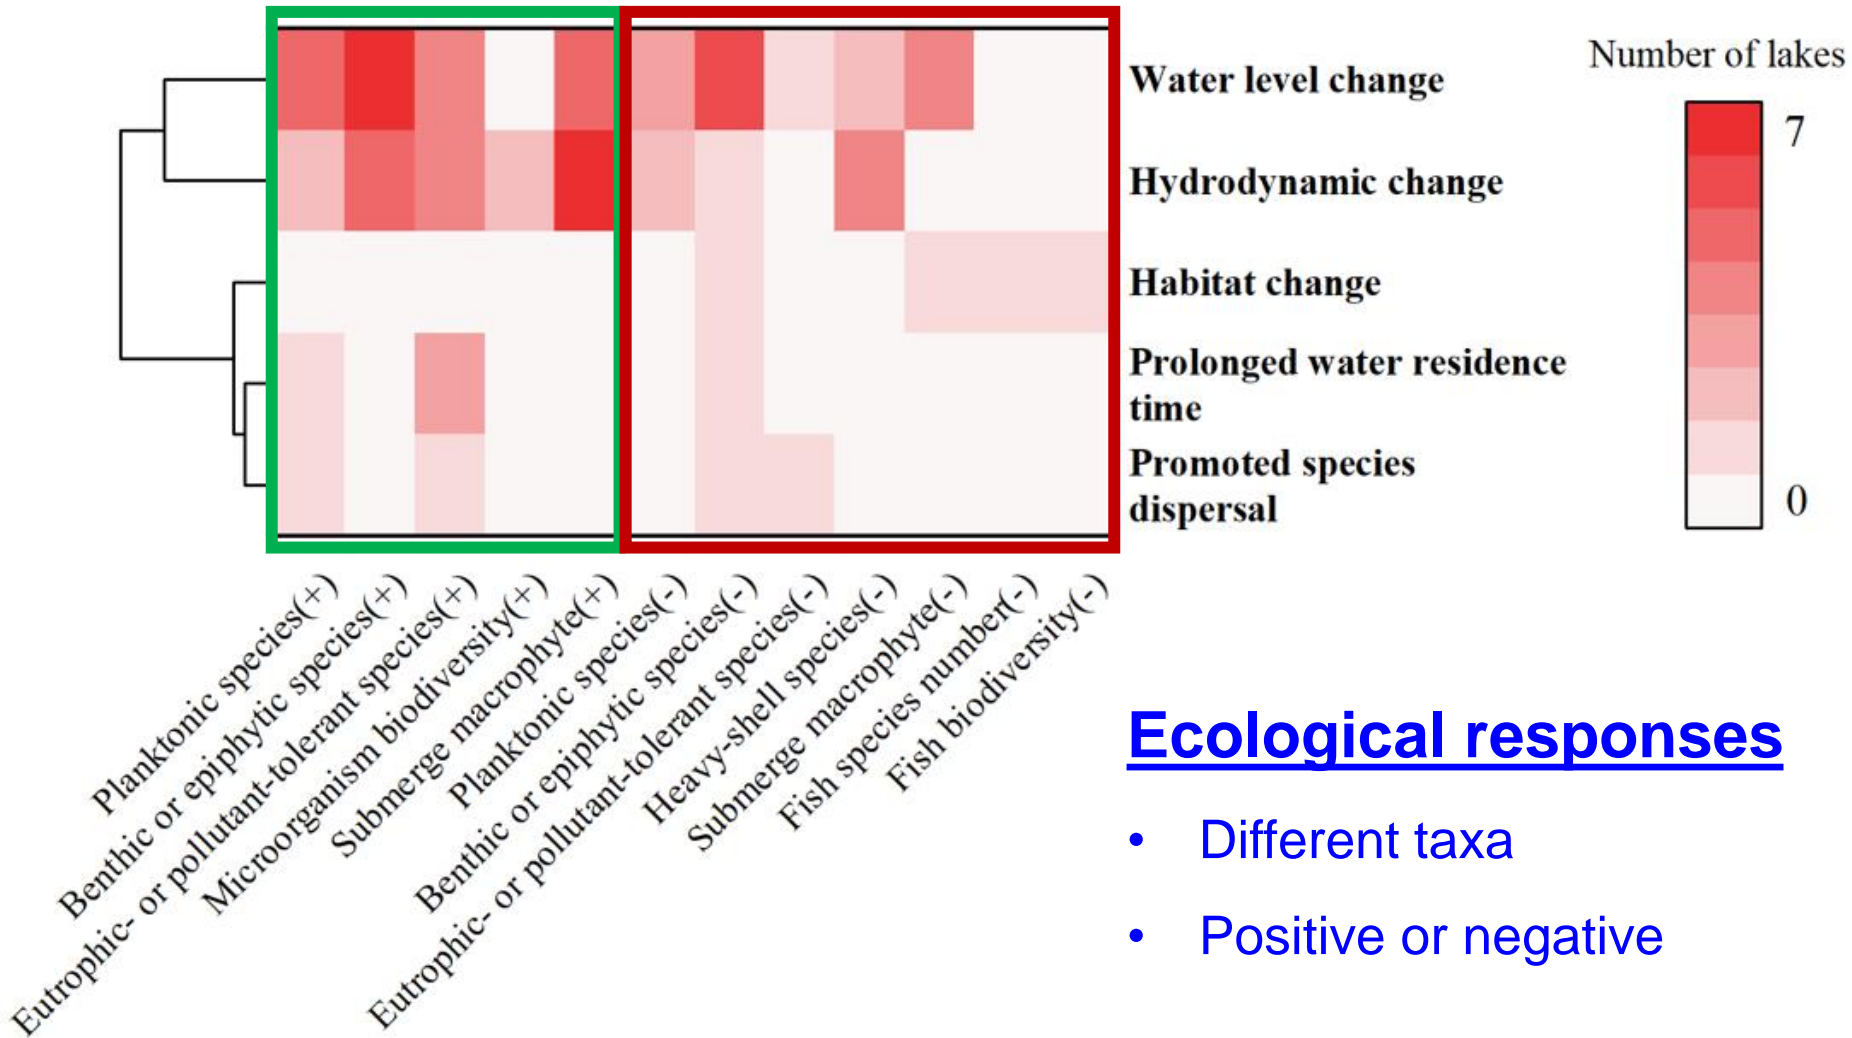 Number of lakes
7
0
Water level change
Hydrodynamic change
Habitat change
Prolonged water residence
time
Promoted species
dispersal
Planktonic species(+)
Benthic or epiphytic species(+)
Eutrophic- or pollutant-tolerant species(+)
Microorganism biodiversity(+)
Submerge macrophyte(+)
Planktonic species(-)
Benthic or epiphytic species(-)
Eutrophic- or pollutant-tolerant species(-)
Heavy-shell species(-)
Submerge macrophyte(-)
Fish species number(-)
Fish biodiversity(-)
Ecological responses
• Different taxa
• Positive or negative